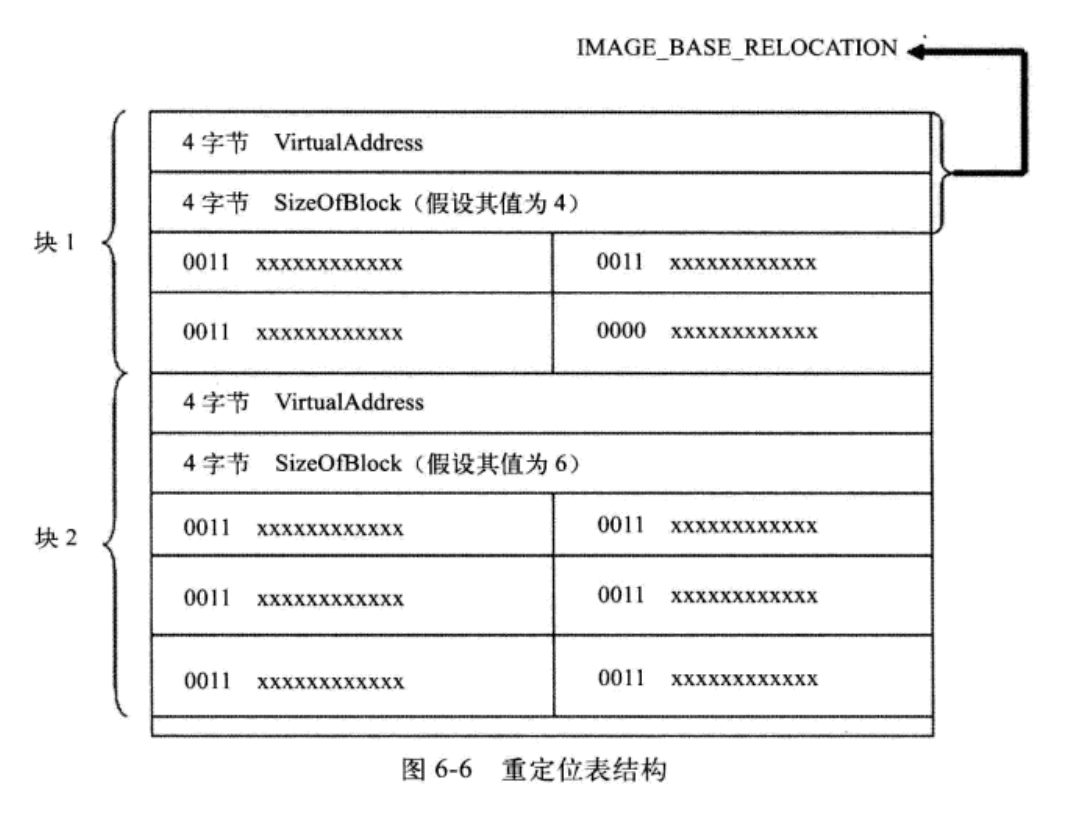 IMAGE_BASE_RELOCATION
4 字节 VirtualAddress
4 字节 SizeOfBlock（假设其值为 4）
块 1
0011 xxxxxxxxxxxx 0011 xxxxxxxxxxxx
0011 xxxxxxxxxxxx 0000 xxxxxxxxxxxx
4 字节 VirtualAddress
4 字节 SizeOfBlock（假设其值为 6）
块 2
0011 xxxxxxxxxxxx 0011 xxxxxxxxxxxx
0011 xxxxxxxxxxxx 0011 xxxxxxxxxxxx
0011 xxxxxxxxxxxx 0011 xxxxxxxxxxxx
图 6-6 重定位表结构